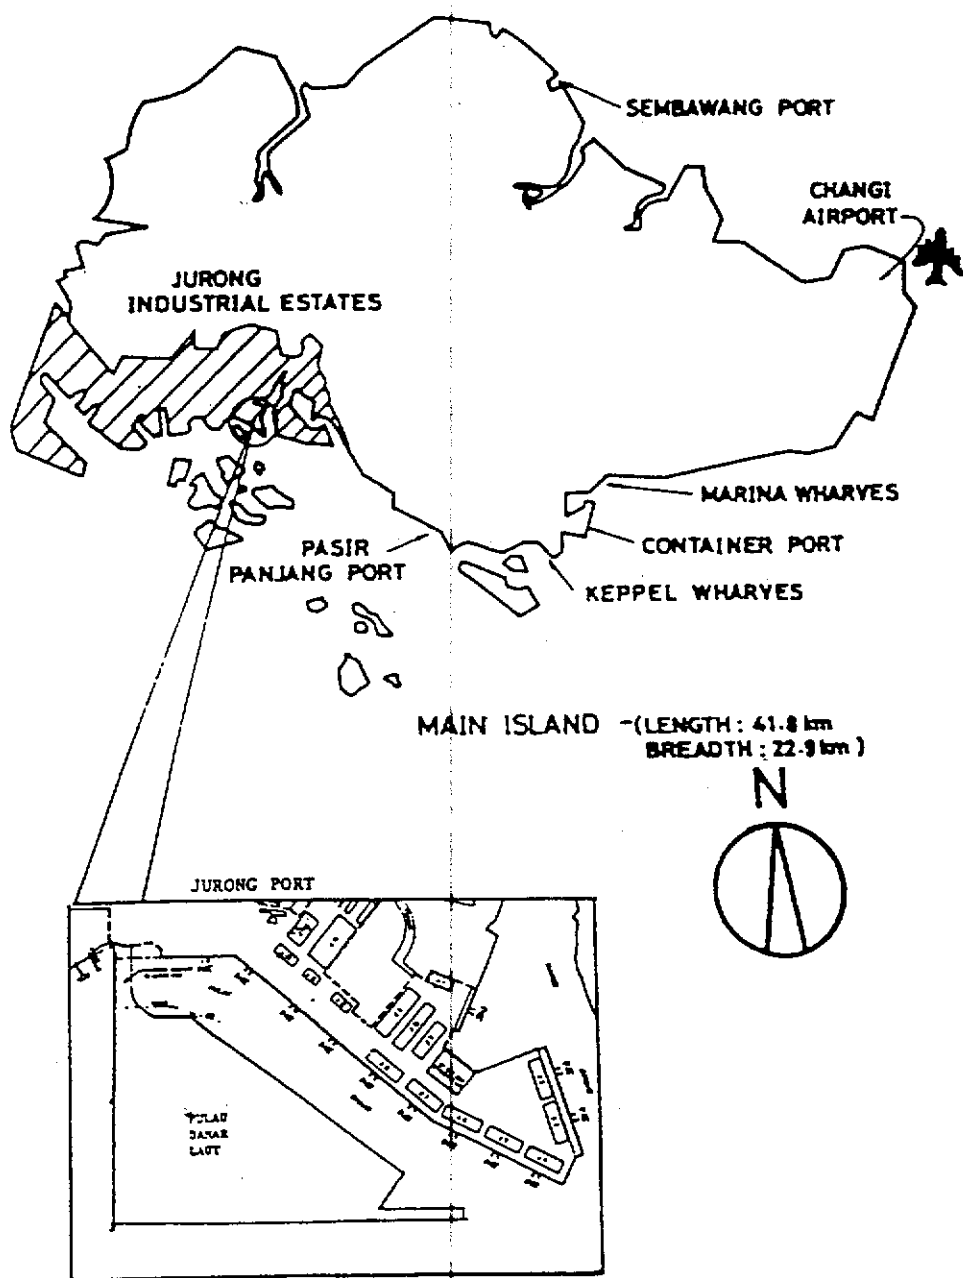 SEMBAWANG PORT
CHANGI
AIRPORT
JURONG
INDUSTRIAL ESTATES
MARINA WHARVES
PASIR
PANJANG PORT
CONTAINER PORT
KEPPEL WHARVES
MAIN ISLAND -(LENGTH : 41.8 km
BREADTH : 22.9 km )
N
JURONG PORT
LAUT